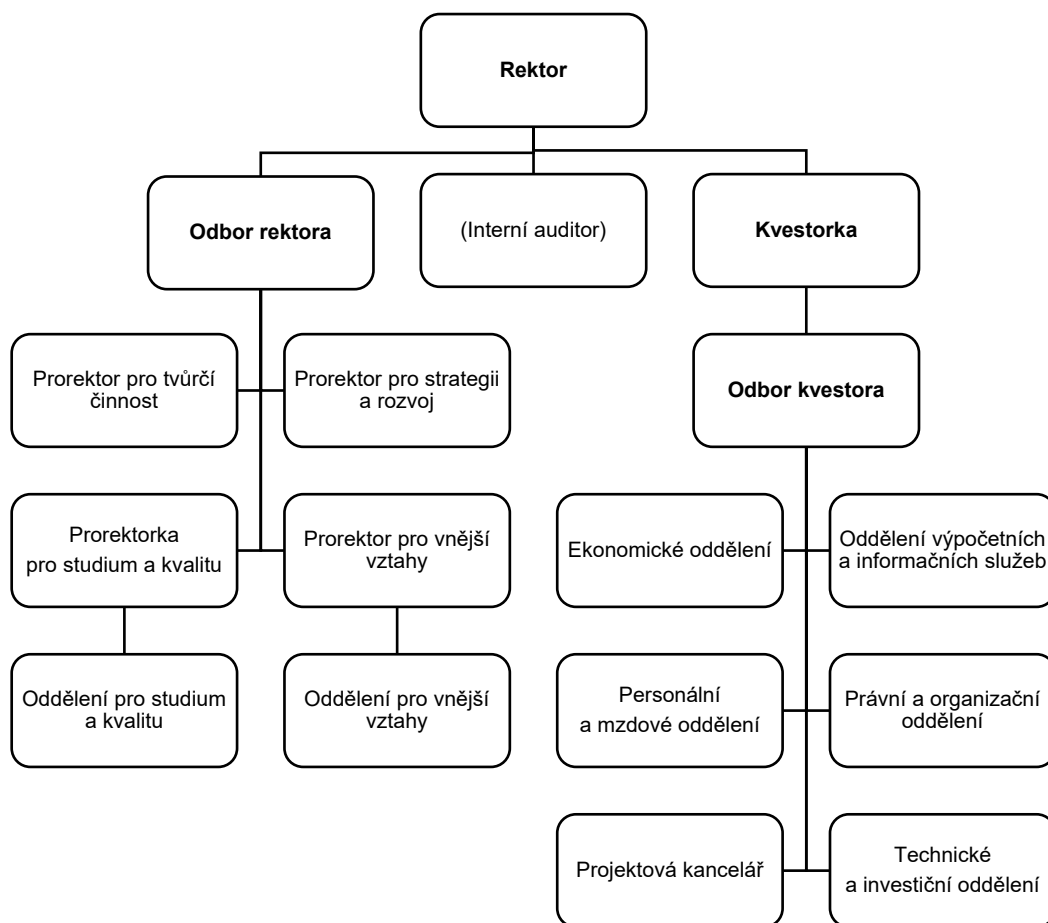 Rektor
Odbor rektora
(Interní auditor)
Kvestorka
Prorektor pro tvůrčí
činnost
Prorektor pro strategii
a rozvoj
Odbor kvestora
Prorektorka
pro studium a kvalitu
Prorektor pro vnější
vztahy
Ekonomické oddělení
Oddělení výpočetních
a informačních služeb
Oddělení pro studium
a kvalitu
Oddělení pro vnější
vztahy
Personální
a mzdové oddělení
Právní a organizační
oddělení
Projektová kancelář
Technické
a investiční oddělení